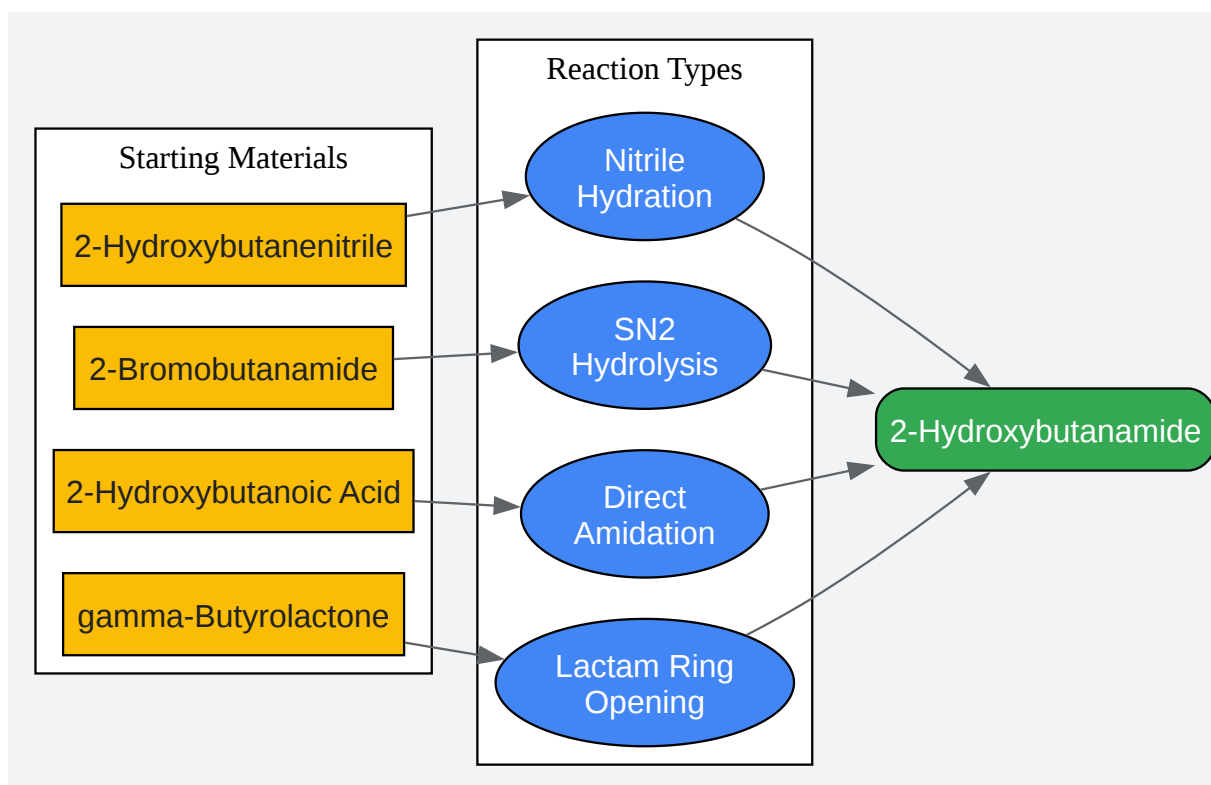 Starting Materials
2-Hydroxybutanenitrile
2-Bromobutanamide
2-Hydroxybutanoic Acid
gamma-Butyrolactone
Reaction Types
Nitrile
Hydration
SN2
Hydrolysis
Direct
Amidation
Lactam Ring
Opening
2-Hydroxybutanamide